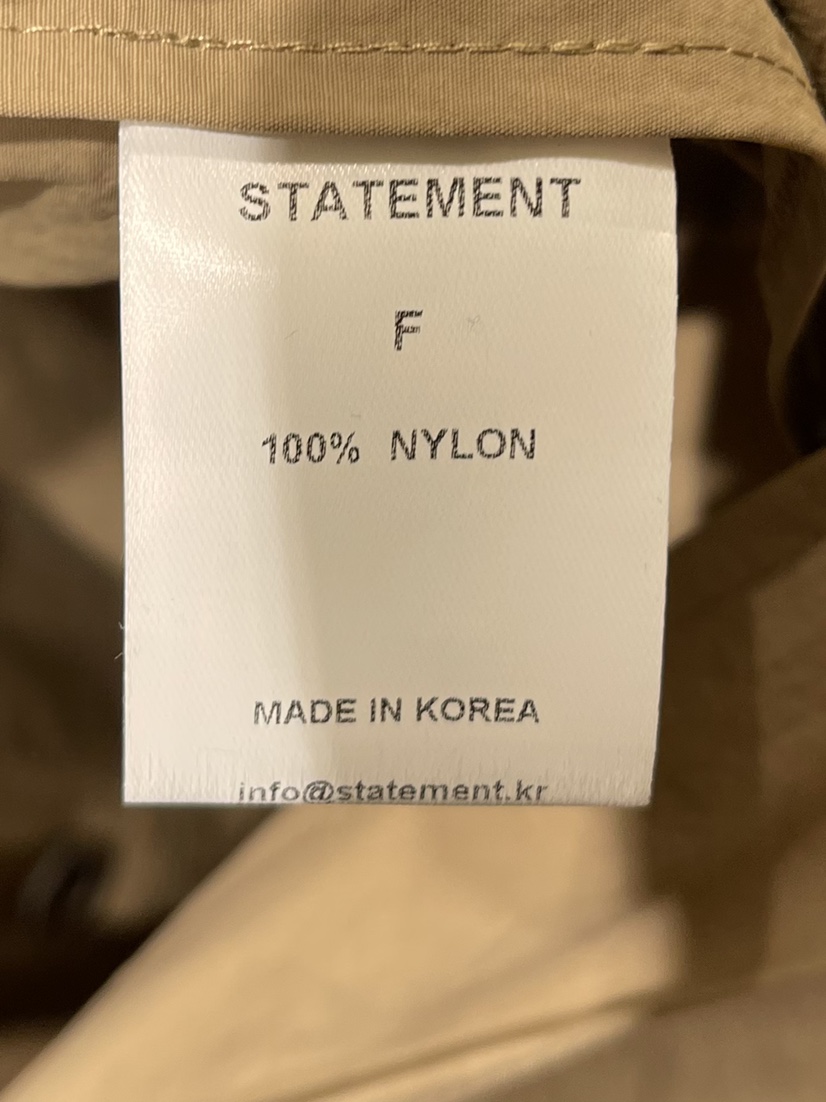 STATEMENT
F
100% NYLON
MADE IN KOREA
info@statement.kr